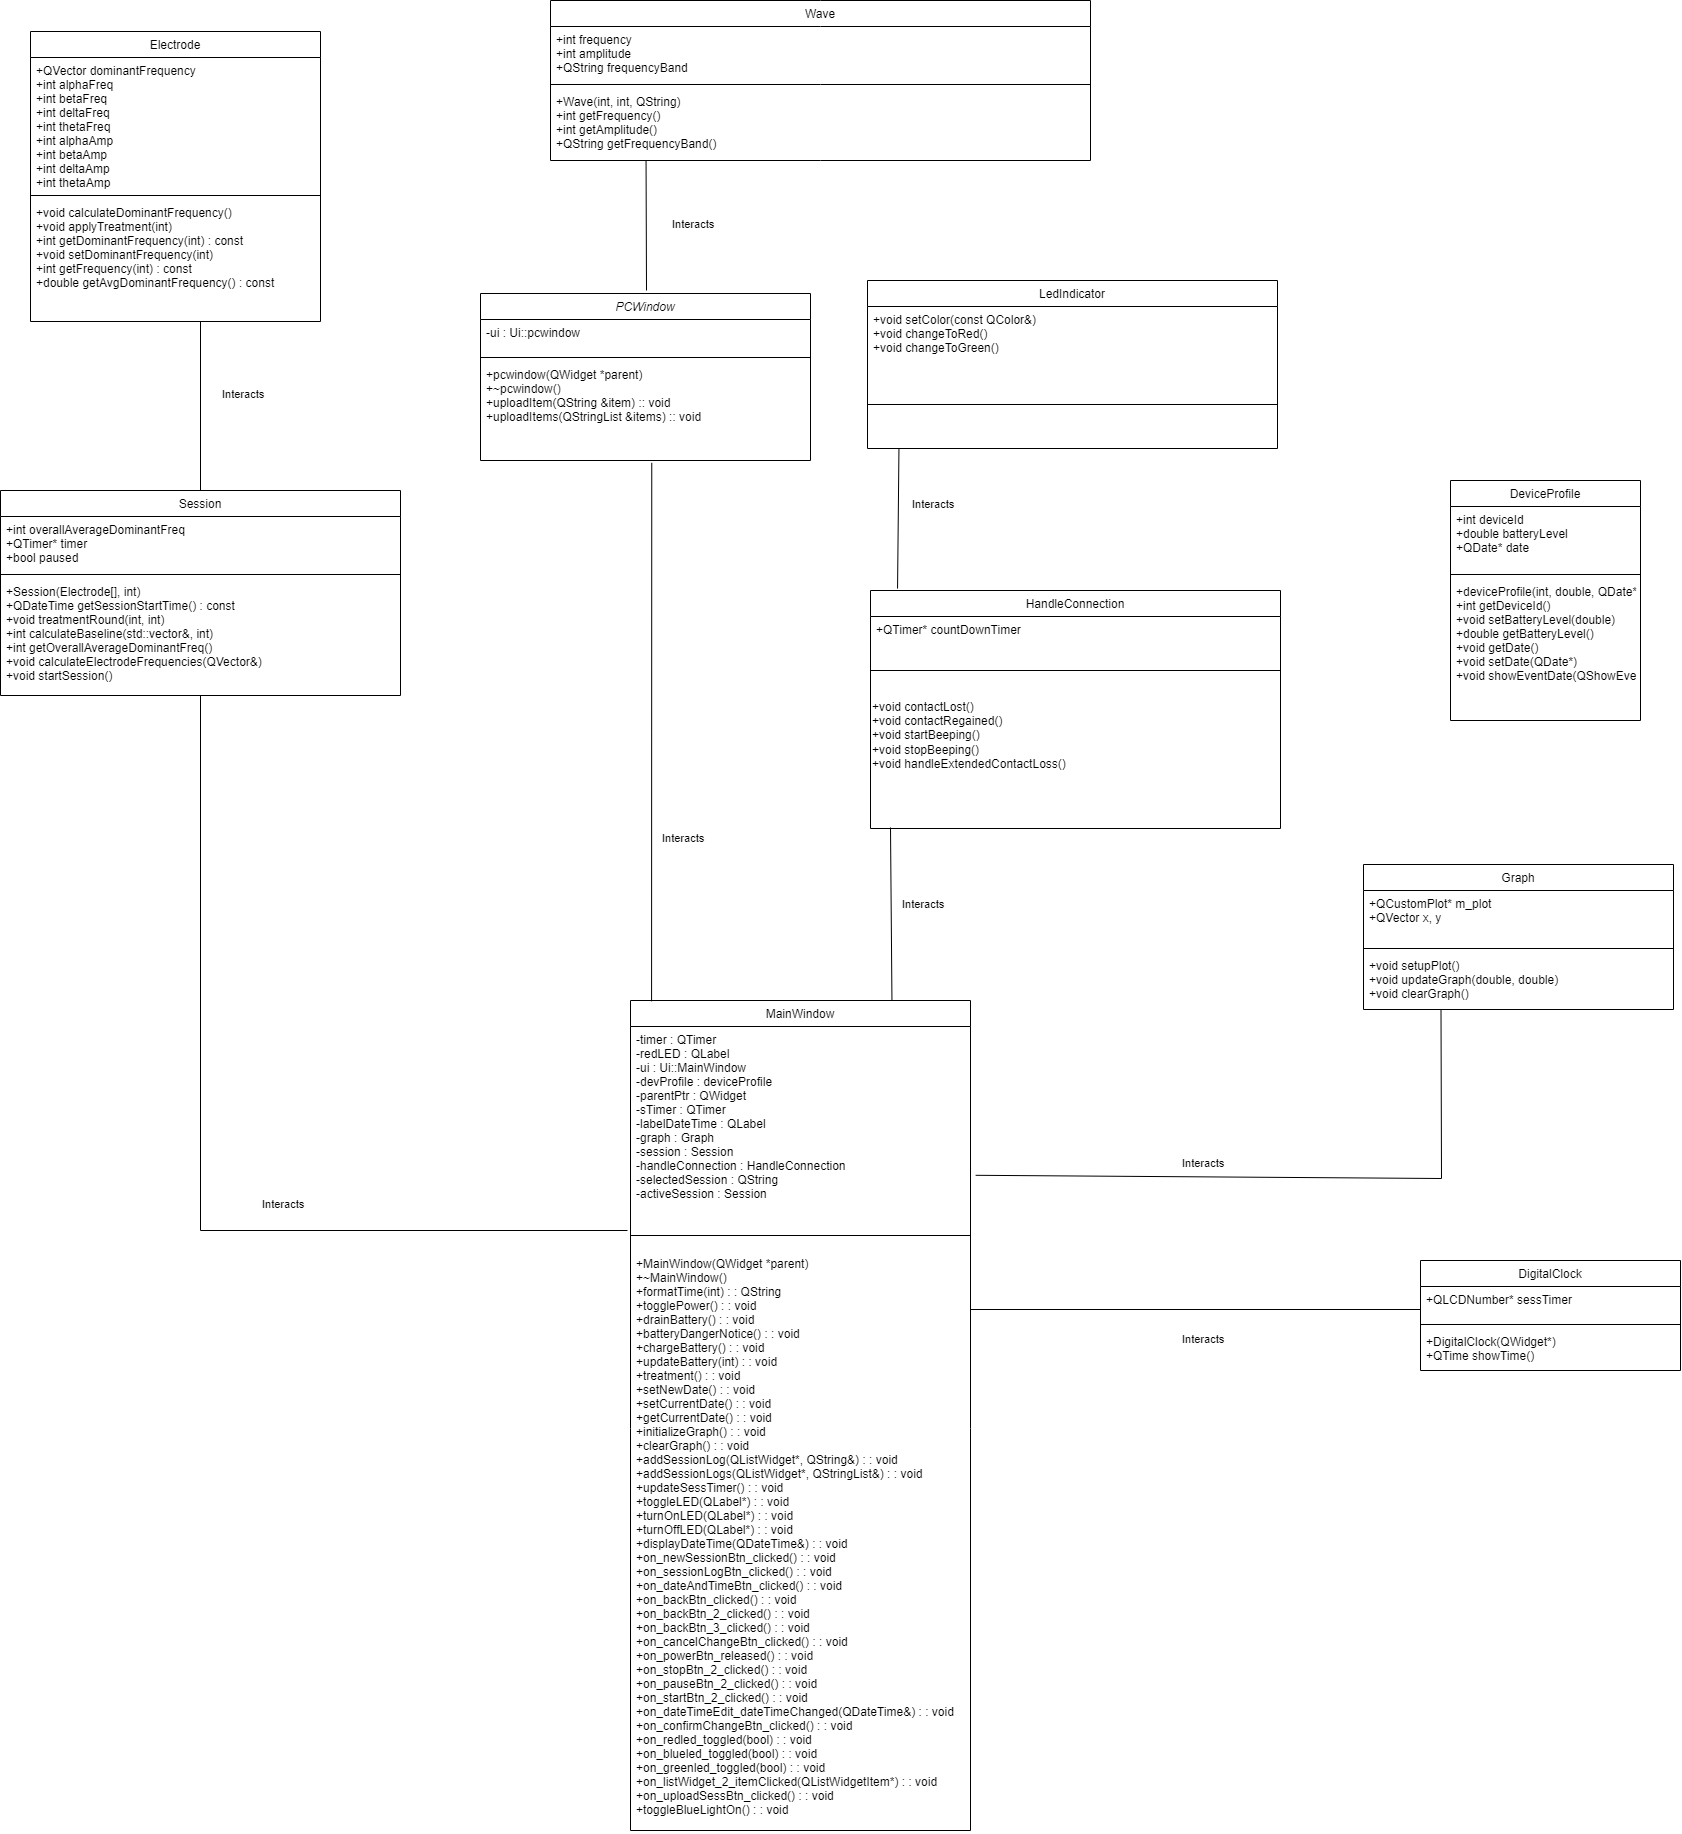 Wave
+int frequency
+int amplitude
+QString frequencyBand
+Wave(int, int, QString)
+int getFrequency()
+int getAmplitude()
+QString getFrequencyBand()
Interacts
Electrode
+QVector dominantFrequency
+int alphaFreq
+int betaFreq
+int deltaFreq
+int thetaFreq
+int alphaAmp
+int betaAmp
+int deltaAmp
+int thetaAmp
+void calculateDominantFrequency()
+void applyTreatment(int)
+int getDominantFrequency(int) : const
+void setDominantFrequency(int)
+int getFrequency(int) : const
+double getAvgDominantFrequency() : const
Interacts
PCWindow
-ui : Ui::pcwindow
+pcwindow(QWidget *parent)
+~pcwindow()
+uploadItem(QString &item) :: void
+uploadItems(QStringList &items) :: void
Interacts
LedIndicator
+void setColor(const QColor&)
+void changeToRed()
+void changeToGreen()
Interacts
Session
+int overallAverageDominantFreq
+QTimer* timer
+bool paused
+Session(Electrode[], int)
+QDateTime getSessionStartTime() : const
+void treatmentRound(int, int)
+int calculateBaseline(std::vector&, int)
+int getOverallAverageDominantFreq()
+void calculateElectrodeFrequencies(QVector&)
+void startSession()
Interacts
HandleConnection
+QTimer* countDownTimer
+void contactLost()
+void contactRegained()
+void startBeeping()
+void stopBeeping()
+void handleExtendedContactLoss()
Interacts
DeviceProfile
+int deviceId
+double batteryLevel
+QDate* date
+deviceProfile(int, double, QDate*
+int getDeviceId()
+void setBatteryLevel(double)
+double getBatteryLevel()
+void getDate()
+void setDate(QDate*)
+void showEventDate(QShowEve
Graph
+QCustomPlot* m_plot
+QVector x, y
+void setupPlot()
+void updateGraph(double, double)
+void clearGraph()
Interacts
MainWindow
-timer : QTimer
-redLED : QLabel
-ui : Ui::MainWindow
-devProfile : deviceProfile
-parentPtr : QWidget
-sTimer : QTimer
-labelDateTime : QLabel
-graph : Graph
-session : Session
-handleConnection : HandleConnection
-selectedSession : QString
-activeSession : Session
+MainWindow(QWidget *parent)
+~MainWindow()
+formatTime(int) : : QString
+togglePower() : : void
+drainBattery() : : void
+batteryDangerNotice() : : void
+chargeBattery() : : void
+updateBattery(int) : : void
+treatment() : : void
+setNewDate() : : void
+setCurrentDate() : : void
+getCurrentDate() : : void
+initializeGraph() : : void
+clearGraph() : : void
+addSessionLog(QListWidget*, QString&) : : void
+addSessionLogs(QListWidget*, QStringList&) : : void
+updateSessTimer() : : void
+toggleLED(QLabel*) : : void
+turnOnLED(QLabel*) : : void
+turnOffLED(QLabel*) : : void
+displayDateTime(QDateTime&) : : void
+on_newSessionBtn_clicked() : : void
+on_sessionLogBtn_clicked() : : void
+on_dateAndTimeBtn_clicked() : : void
+on_backBtn_clicked() : : void
+on_backBtn_2_clicked() : : void
+on_backBtn_3_clicked() : : void
+on_cancelChangeBtn_clicked() : : void
+on_powerBtn_released() : : void
+on_stopBtn_2_clicked() : : void
+on_pauseBtn_2_clicked() : : void
+on_startBtn_2_clicked() : : void
+on_dateTimeEdit_dateTimeChanged(QDateTime&) : : void
+on_confirmChangeBtn_clicked() : : void
+on_redled_toggled(bool) : : void
+on_blueled_toggled(bool) : : void
+on_greenled_toggled(bool) : : void
+on_listWidget_2_itemClicked(QListWidgetItem*) : : void
+on_uploadSessBtn_clicked() : : void
+toggleBlueLightOn() : : void
DigitalClock
+QLCDNumber* sessTimer
+DigitalClock(QWidget*)
+QTime showTime()
Interacts